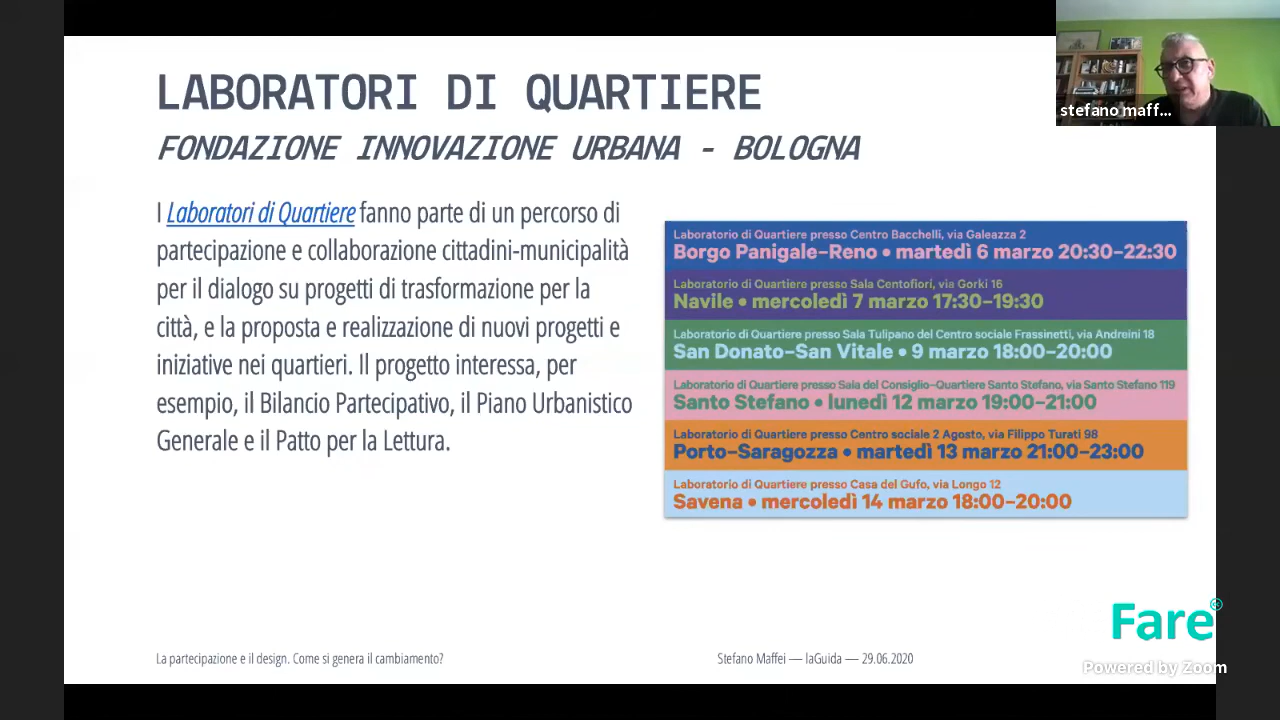 LABORATORI DI QUARTIERE
FONDAZIONE INNOVAZIONE URBANA - BOLOGNA
I Laboratori di Quartiere fanno parte di un percorso di
partecipazione e collaborazione cittadini-municipalità
per il dialogo su progetti di trasformazione per la
città, e la proposta e realizzazione di nuovi progetti e
iniziative nei quartieri. Il progetto interessa, per
esempio, il Bilancio Partecipativo, il Piano Urbanistico
Generale e il Patto per la Lettura.
Laboratorio di Quartiere presso Centro Bacchelli, via Galeazza 2
Borgo Panigale–Reno • martedì 6 marzo 20:30–22:30
Laboratorio di Quartiere presso Sala Centofiori, via Gorki 16
Navile • mercoledì 7 marzo 17:30–19:30
Laboratorio di Quartiere presso Sala Tulipano del Centro sociale Frassinetti, via Andreini 18
San Donato–San Vitale • 9 marzo 18:00–20:00
Laboratorio di Quartiere presso Sala del Consiglio–Quartiere Santo Stefano, via Santo Stefano 119
Santo Stefano • lunedì 12 marzo 19:00–21:00
Laboratorio di Quartiere presso Centro sociale 2 Agosto, via Filippo Turati 98
Porto–Saragozza • martedì 13 marzo 21:00–23:00
Laboratorio di Quartiere presso Casa del Gufo, via Longo 12
Savena • mercoledì 14 marzo 18:00–20:00
stefano maff...
Fare
Powered by Zoom
La partecipazione e il design. Come si genera il cambiamento?
Stefano Maffei — laGuida — 29.06.2020